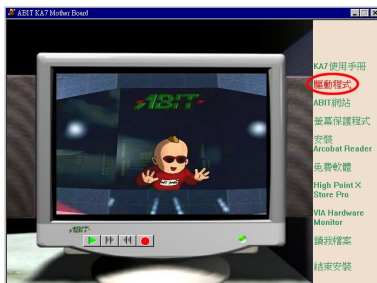 ABIT KA7 Mother Board
ABIT
ABIT
KA7使用手冊
驅動程式
ABIT網站
螢幕保護程式
安裝
Arcobat Reader
免費軟體
High Point X
Store Pro
VIA Hardware
Monitor
讀我檔案
結束安裝